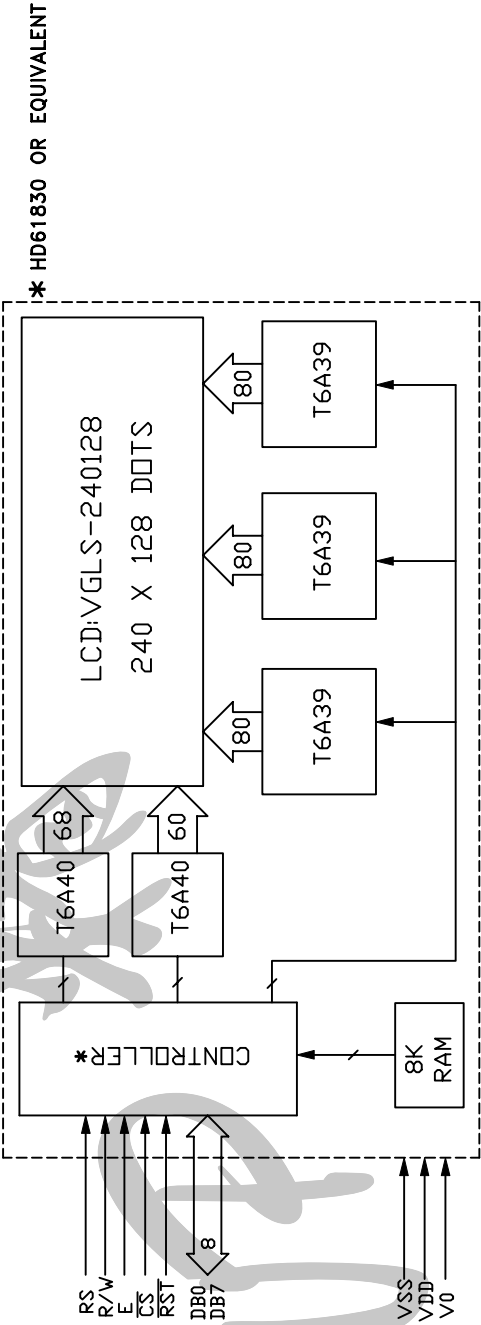 * HD61830 OR EQUIVALENT
LCD:VGLS-240128
240 X 128 DOTS
68
60
80
80
80
T6A40
T6A40
T6A39
T6A39
T6A39
CONTROLLER*
8K
RAM
RS
R/W
E
CS
RST
DB0
DB7
8
VSS
VDD
V0